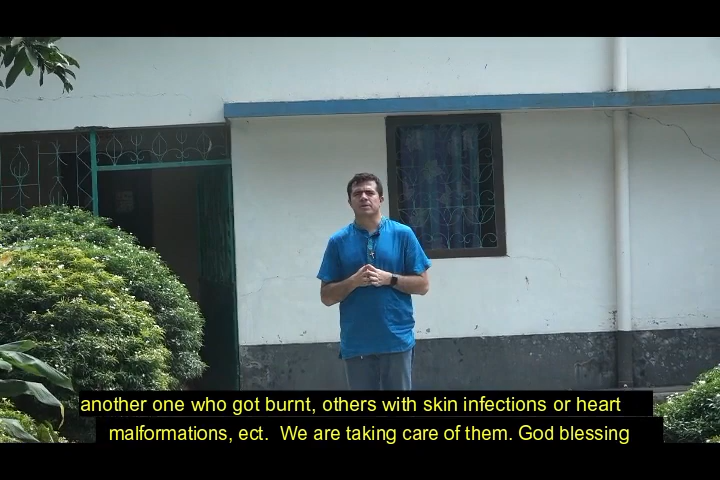 another one who got burnt, others with skin infections or heart
malformations, ect.  We are taking care of them. God blessing